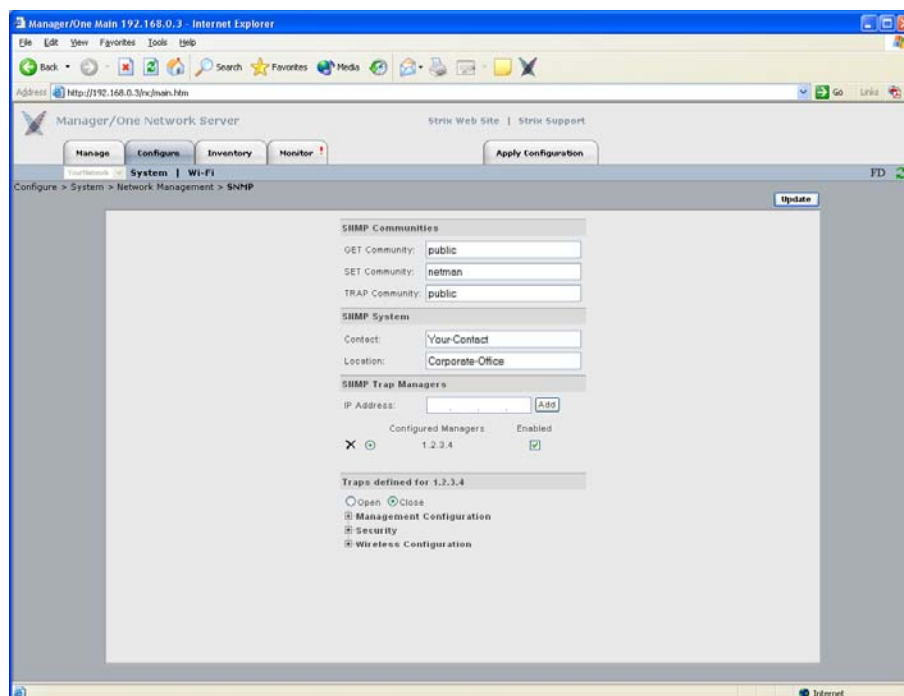 Manager/One Main 192.168.0.3 - Internet Explorer
File Edit View Favorites Tools Help
Back Search Favorites Media
Address http://192.168.0.3/nc/main.htm Go Links
Manager/One Network Server Strix Web Site | Strix Support
Manage Configure Inventory Monitor ! Apply Configuration
YourNetwork System | Wi-Fi FD
Configure > System > Network Management > SNMP
Update
SNMP Communities
GET Community: public
SET Community: netman
TRAP Community: public
SNMP System
Contact: Your-Contact
Location: Corporate-Office
SNMP Trap Managers
IP Address: . . . Add
Configured Managers Enabled
1.2.3.4
Traps defined for 1.2.3.4
Open Close
Management Configuration
Security
Wireless Configuration
Internet